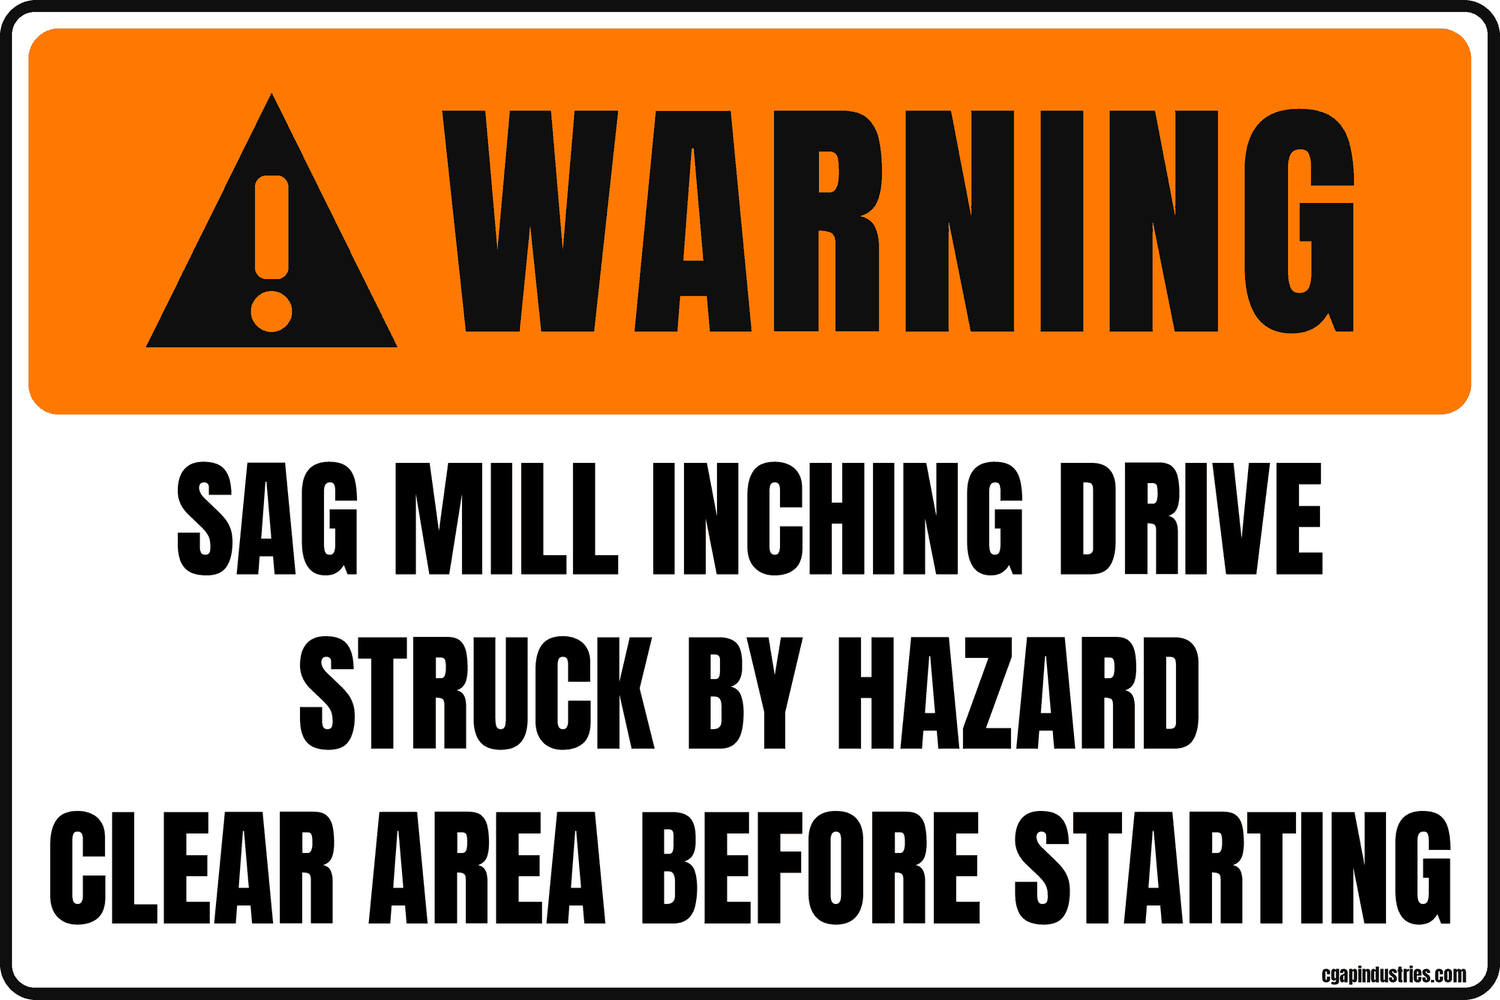 WARNING
SAG MILL INCHING DRIVE
STRUCK BY HAZARD
CLEAR AREA BEFORE STARTING
cgapindustries.com